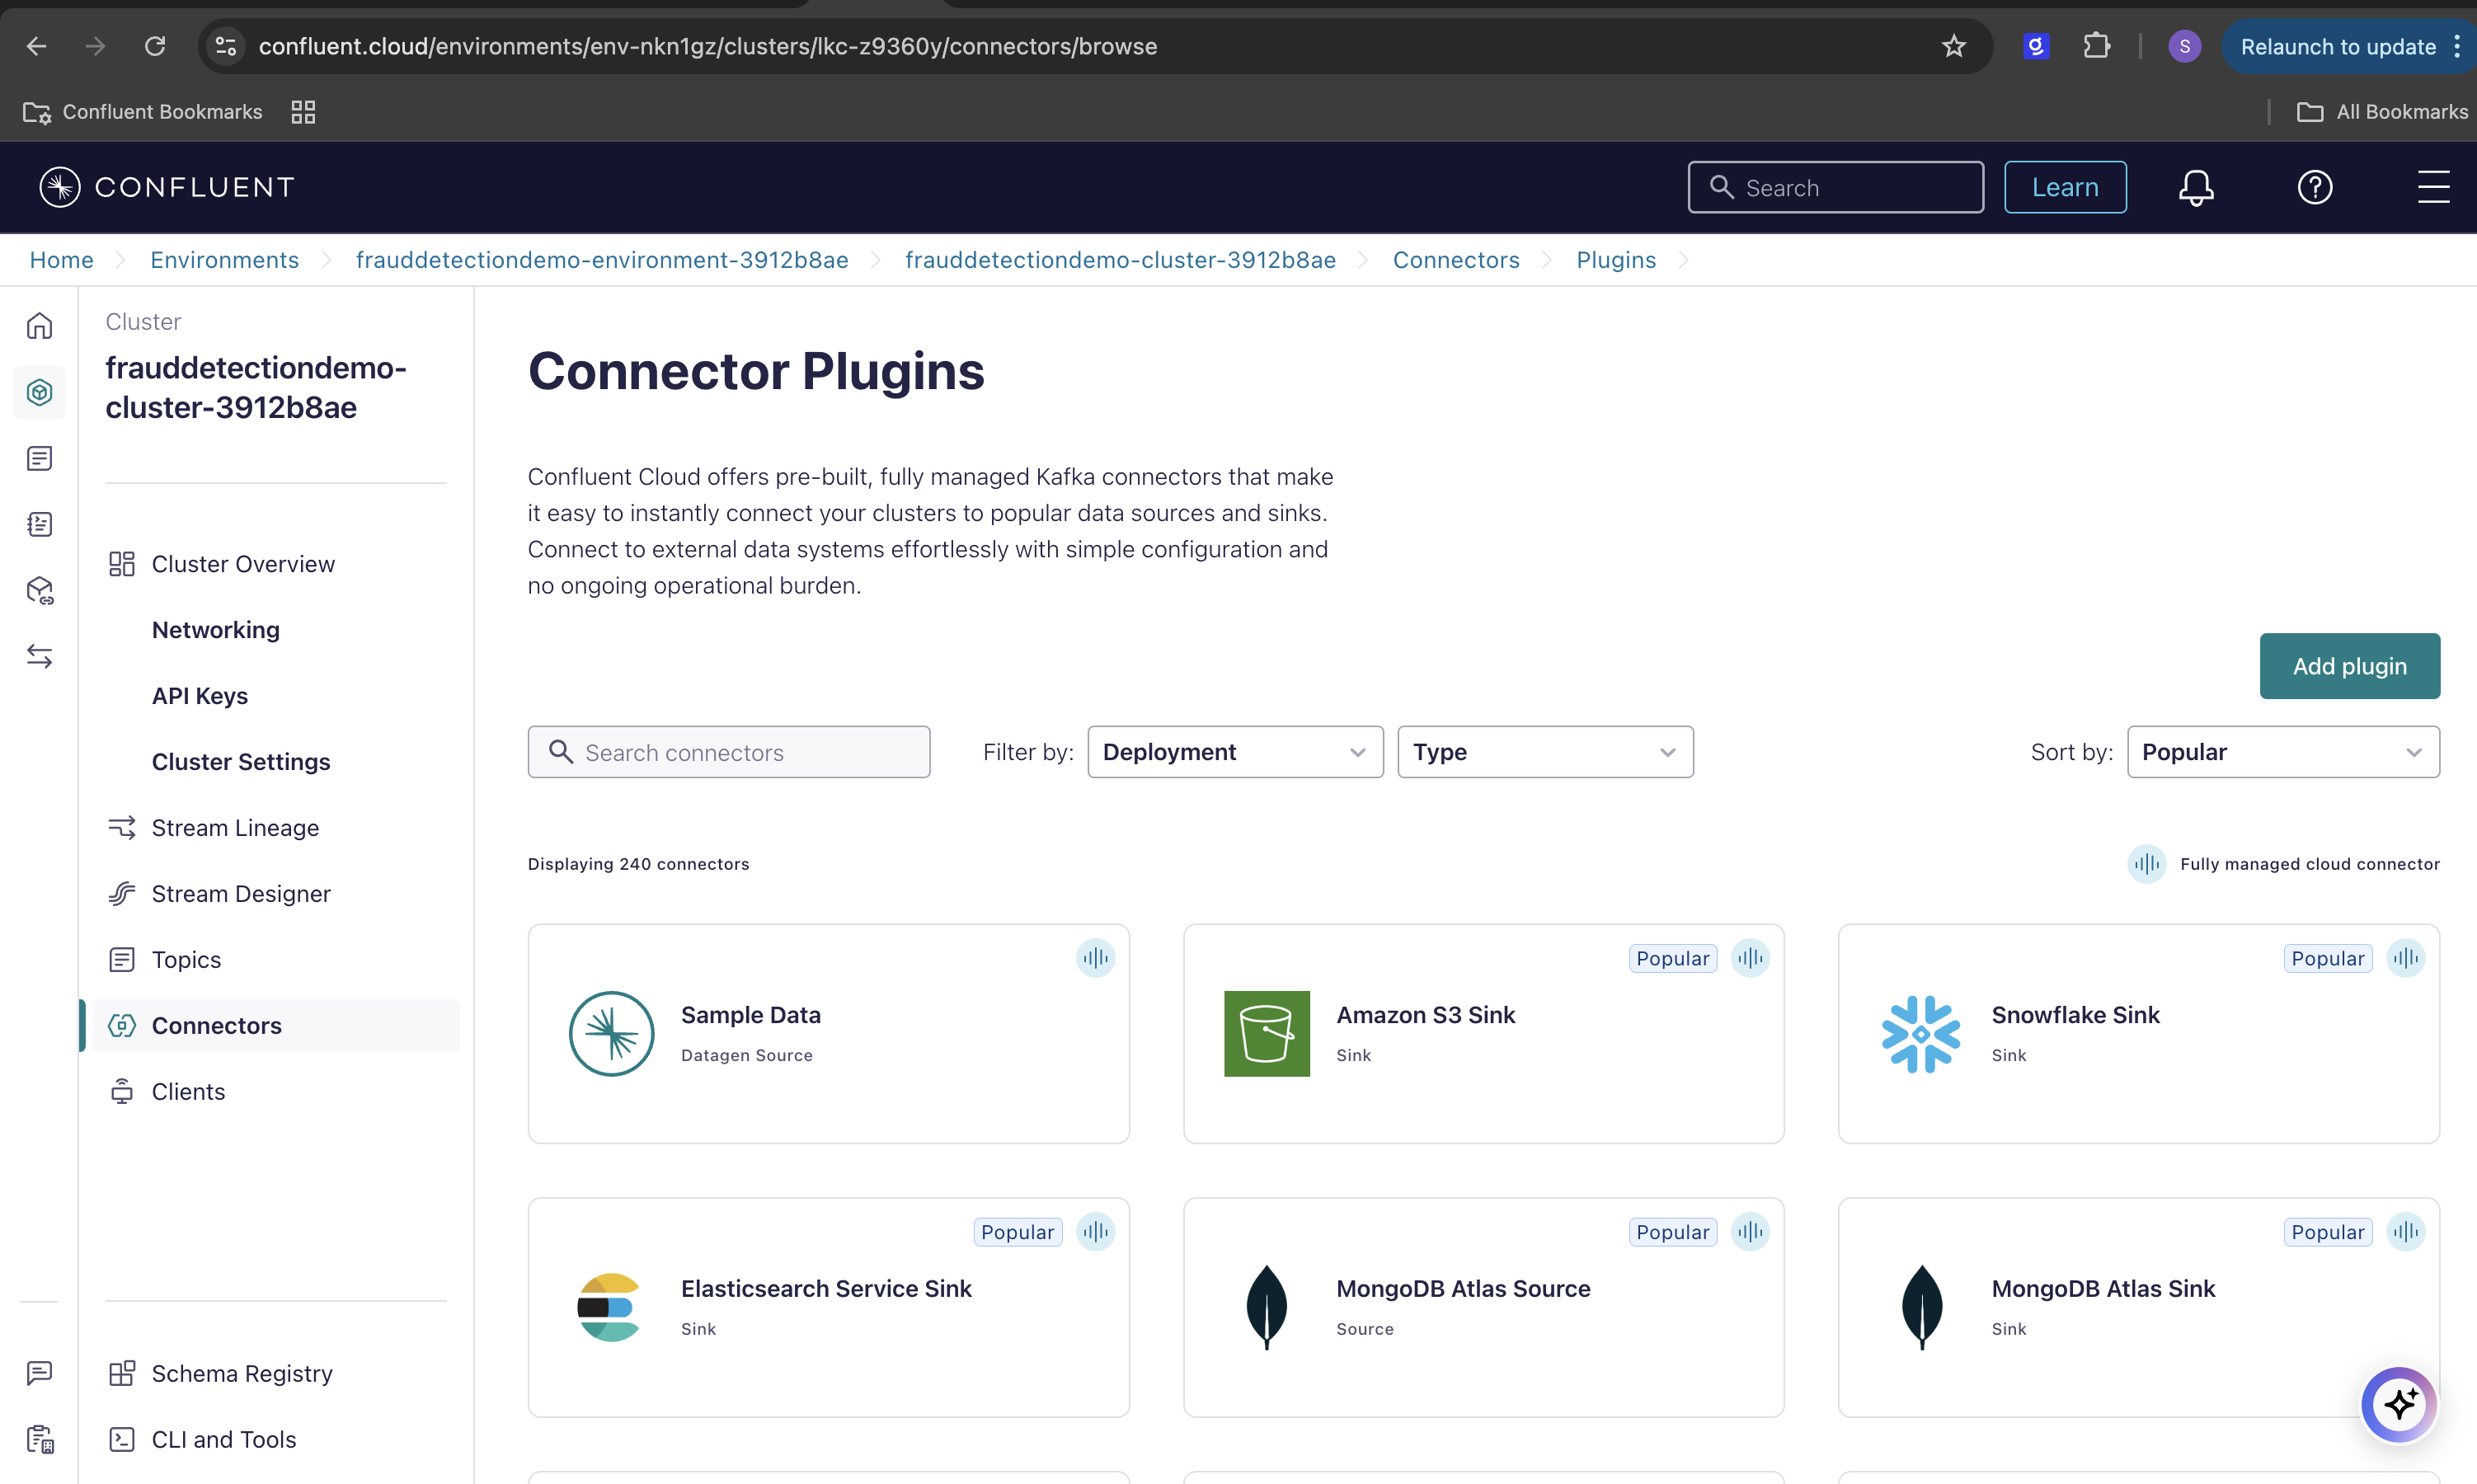 confluent.cloud/environments/env-nkn1gz/clusters/lkc-z9360y/connectors/browse
S
Relaunch to update
Confluent Bookmarks
All Bookmarks
CONFLUENT
Search
Learn
Home
Environments
frauddetectiondemo-environment-3912b8ae
frauddetectiondemo-cluster-3912b8ae
Connectors
Plugins
Cluster
frauddetectiondemo-
cluster-3912b8ae
Cluster Overview
Networking
API Keys
Cluster Settings
Stream Lineage
Stream Designer
Topics
Connectors
Clients
Schema Registry
CLI and Tools
Connector Plugins
Confluent Cloud offers pre-built, fully managed Kafka connectors that make
it easy to instantly connect your clusters to popular data sources and sinks.
Connect to external data systems effortlessly with simple configuration and
no ongoing operational burden.
Add plugin
Search connectors
Filter by:
Deployment
Type
Sort by:
Popular
Displaying 240 connectors
Fully managed cloud connector
Sample Data
Datagen Source
Popular
Amazon S3 Sink
Sink
Popular
Snowflake Sink
Sink
Popular
Elasticsearch Service Sink
Sink
Popular
MongoDB Atlas Source
Source
Popular
MongoDB Atlas Sink
Sink